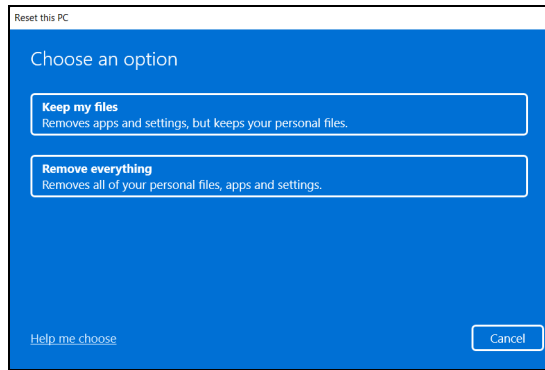 Reset this PC
Choose an option
Keep my files
Removes apps and settings, but keeps your personal files.
Remove everything
Removes all of your personal files, apps and settings.
Help me choose
Cancel